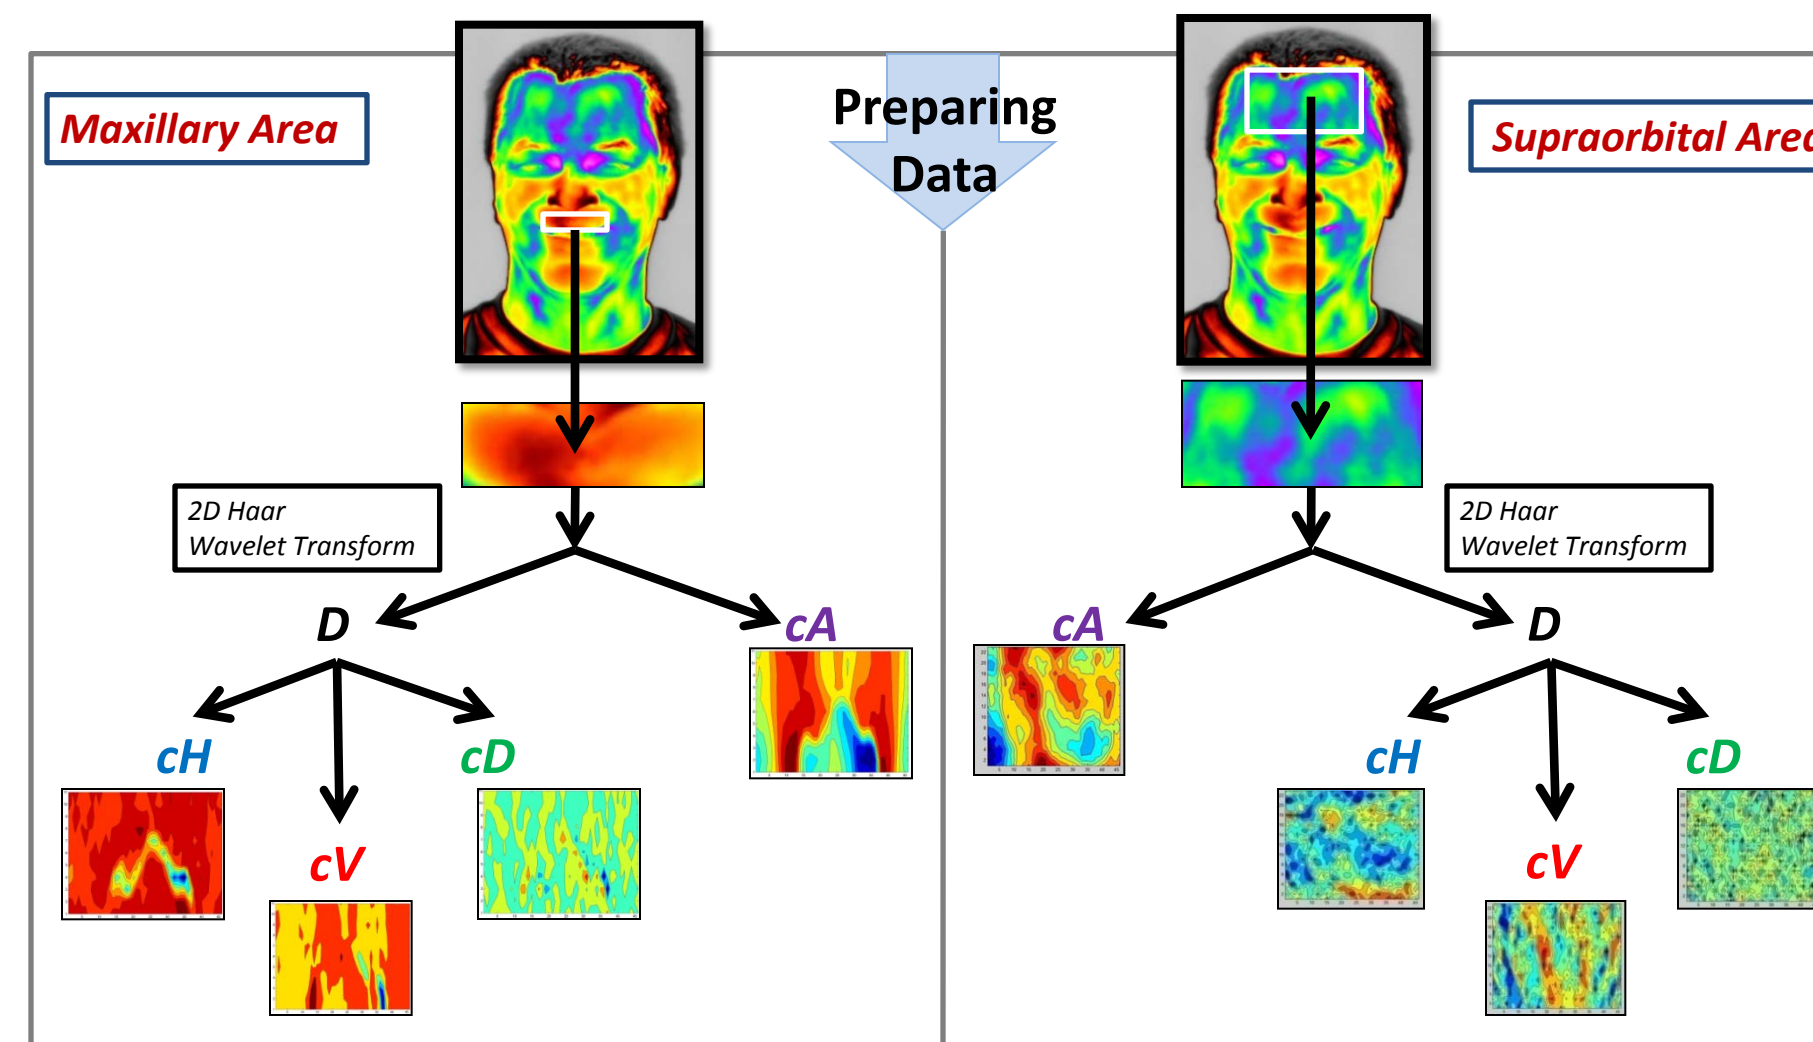 Maxillary Area
Preparing
Data
Supraorbital Area
2D Haar
Wavelet Transform
2D Haar
Wavelet Transform
D
cA
cA
D
cH
cD
cH
cD
cV
cV